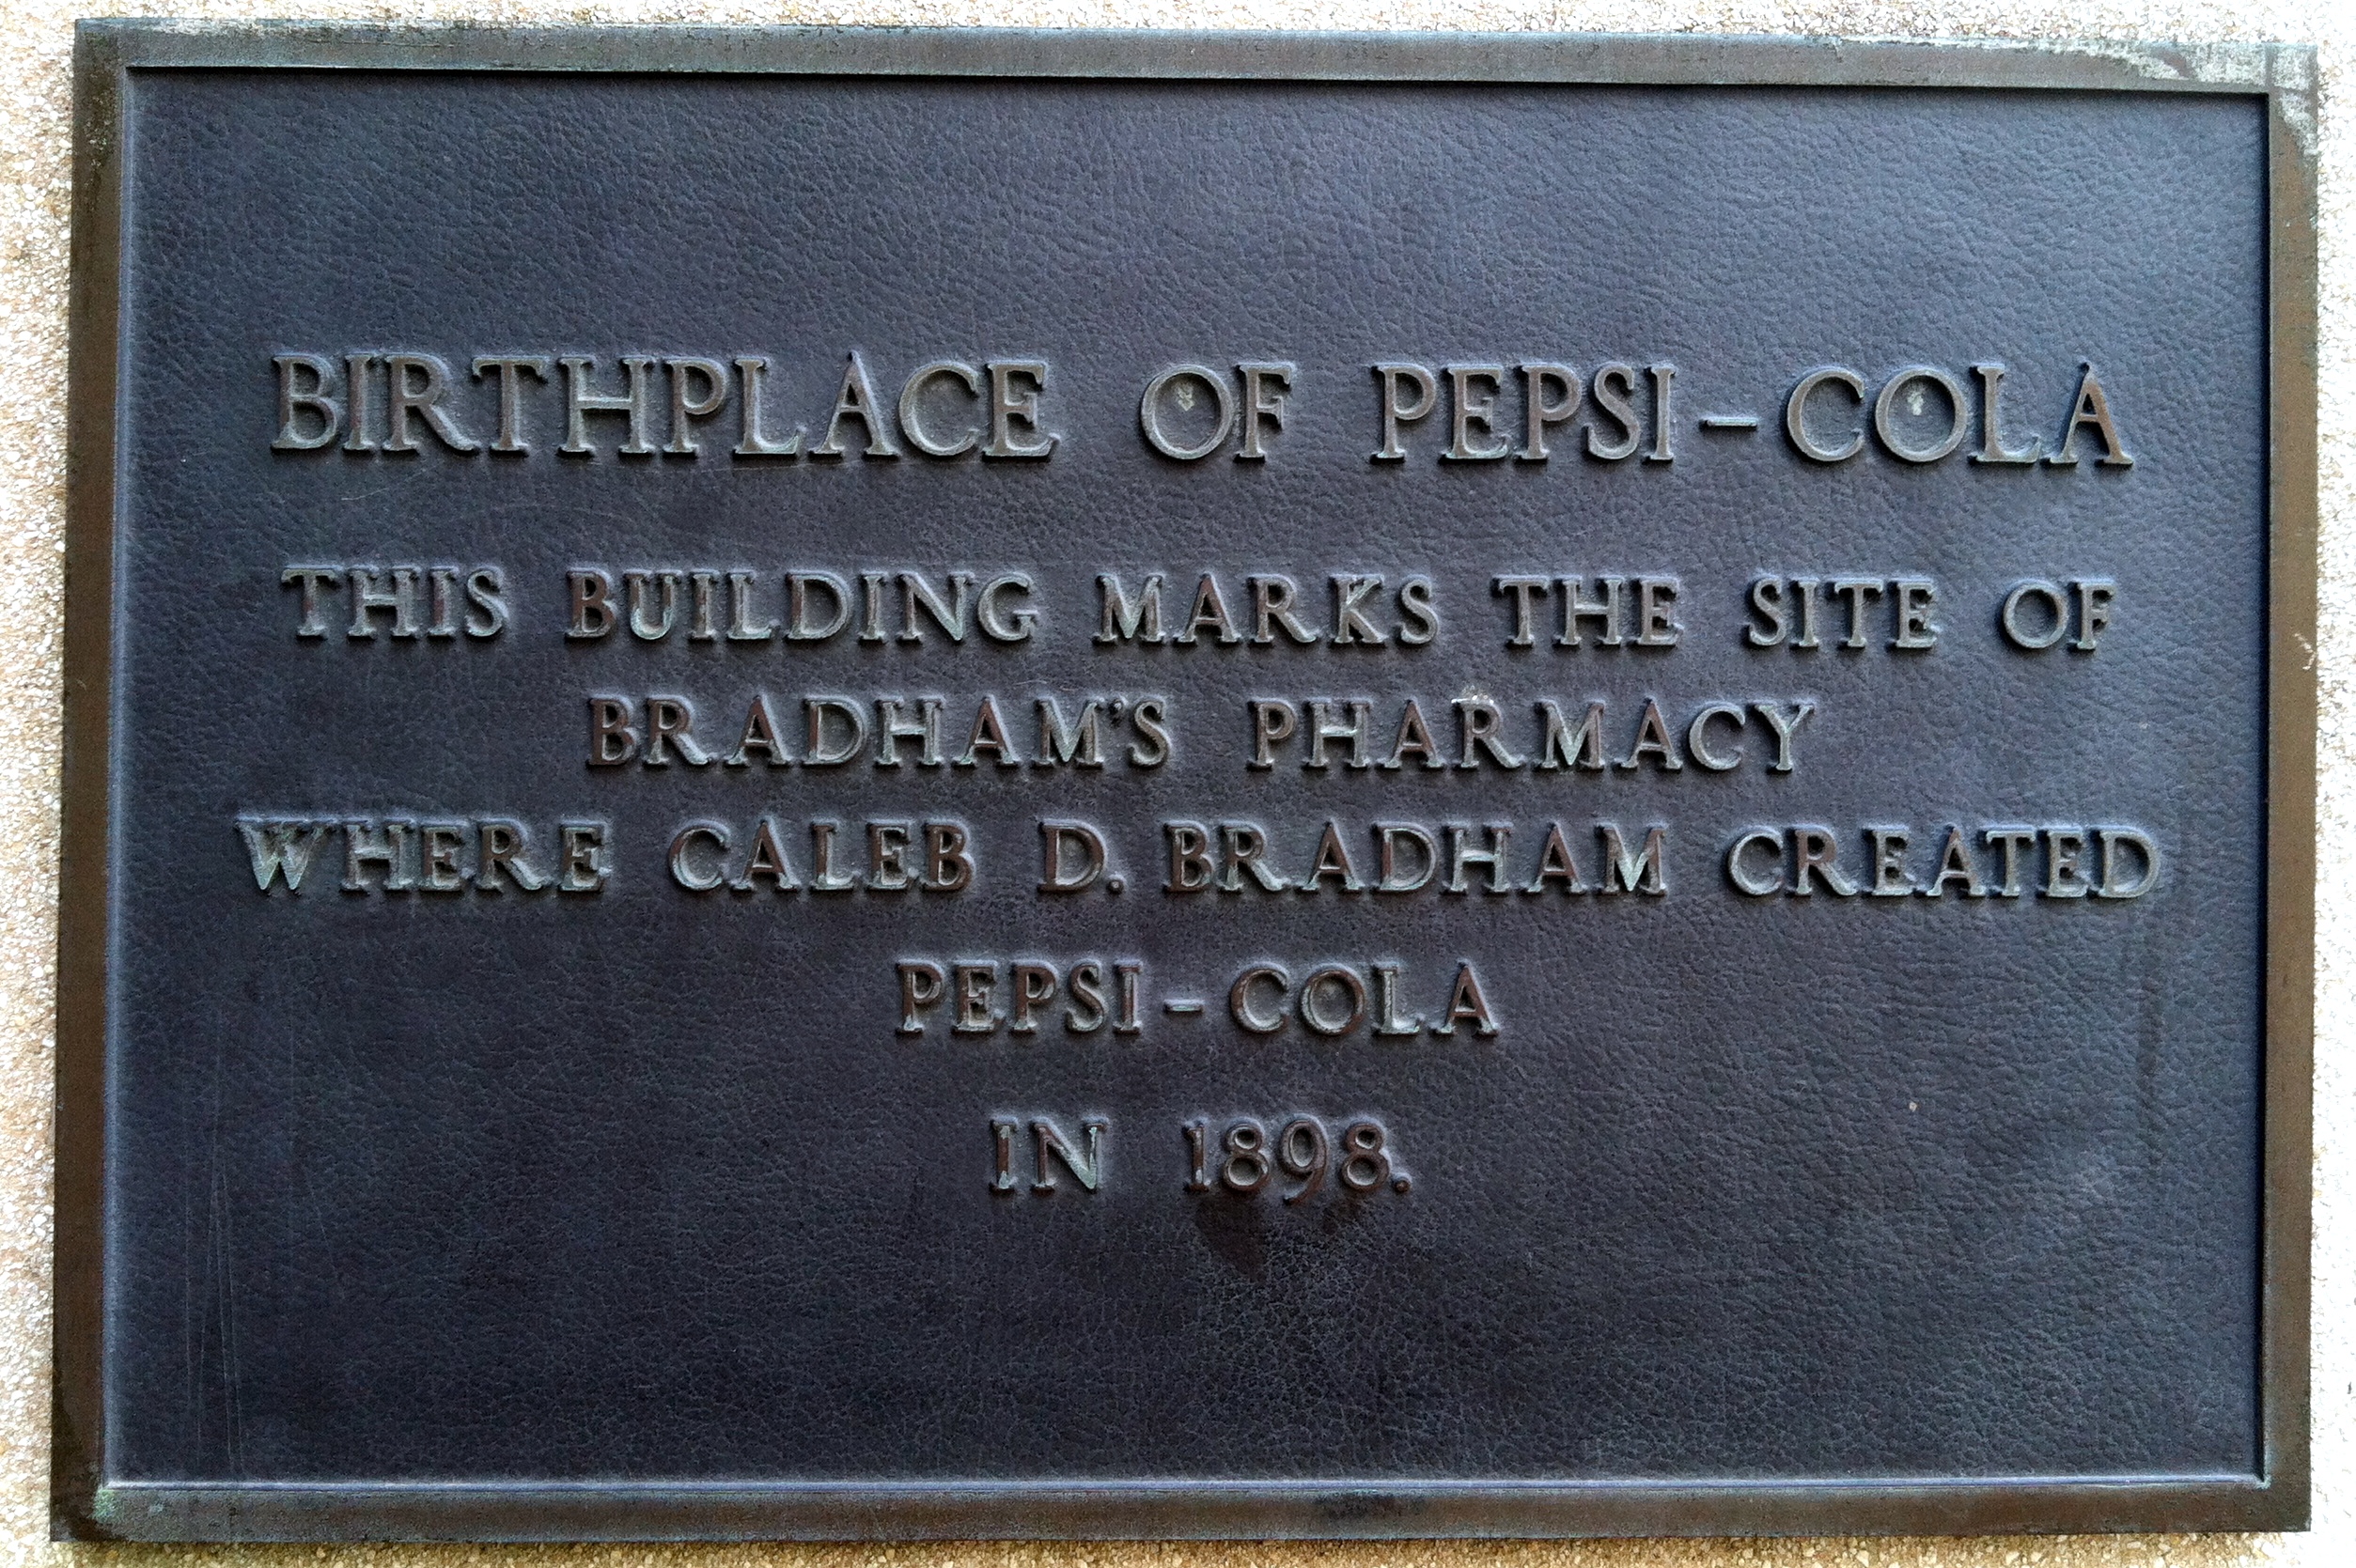 BIRTHPLACE OF PEPSI-COLA
THIS BUILDING MARKS THE SITE OF
BRADHAM'S PHARMACY
WHERE CALEB D. BRADHAM CREATED
PEPSI-COLA
IN 1898.